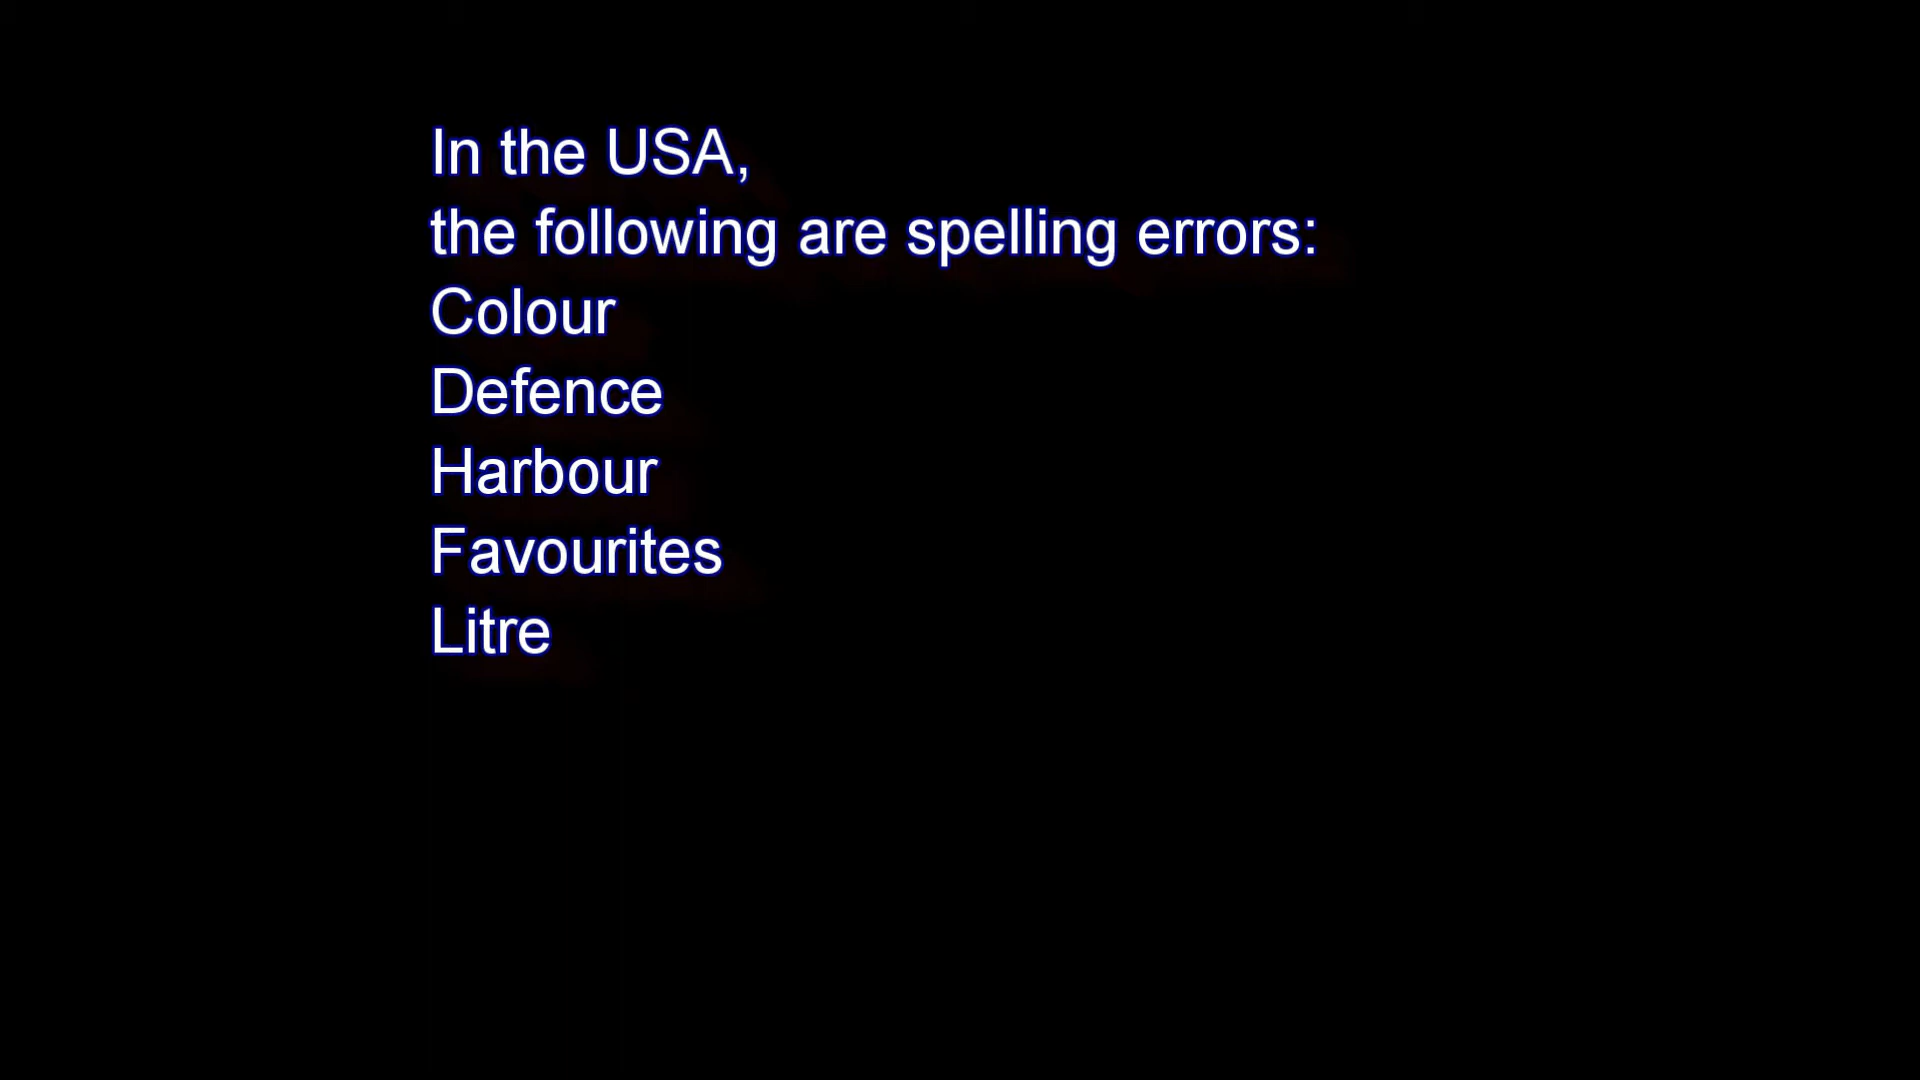 In the USA,
the following are spelling errors:
Colour
Defence
Harbour
Favourites
Litre